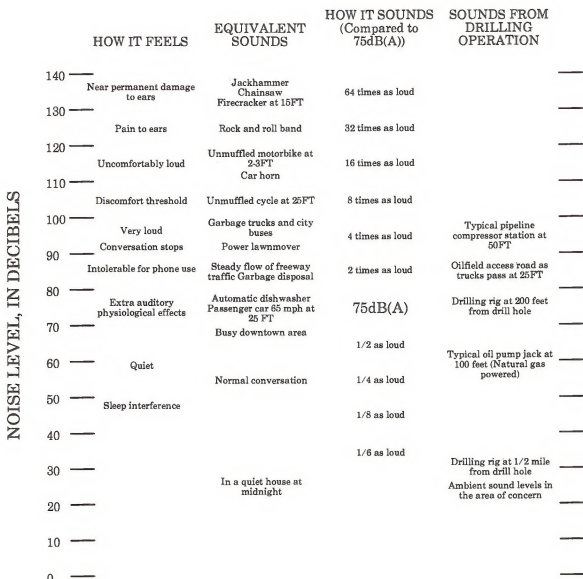 HOW IT FEELS
EQUIVALENT
SOUNDS
HOW IT SOUNDS
(Compared to
75dB(A))
SOUNDS FROM
DRILLING
OPERATION
NOISE LEVEL, IN DECIBELS
140
130
120
110
100
90
80
70
60
50
40
30
20
10
0
Near permanent damage
to ears
Pain to ears
Uncomfortably loud
Discomfort threshold
Very loud
Conversation stops
Intolerable for phone use
Extra auditory
physiological effects
Quiet
Sleep interference
Jackhammer
Chainsaw
Firecracker at 15FT
Rock and roll band
Unmuffled motorbike at
2-3FT
Car horn
Unmuffled cycle at 25FT
Garbage trucks and city
buses
Power lawnmover
Steady flow of freeway
traffic Garbage disposal
Automatic dishwasher
Passenger car 65 mph at
25 FT
Busy downtown area
Normal conversation
In a quiet house at
midnight
64 times as loud
32 times as loud
16 times as loud
8 times as loud
4 times as loud
2 times as loud
75dB(A)
1/2 as loud
1/4 as loud
1/8 as loud
1/6 as loud
Typical pipeline
compressor station at
50FT
Oilfield access road as
trucks pass at 25FT
Drilling rig at 200 feet
from drill hole
Typical oil pump jack at
100 feet (Natural gas
powered)
Drilling rig at 1/2 mile
from drill hole
Ambient sound levels in
the area of concern